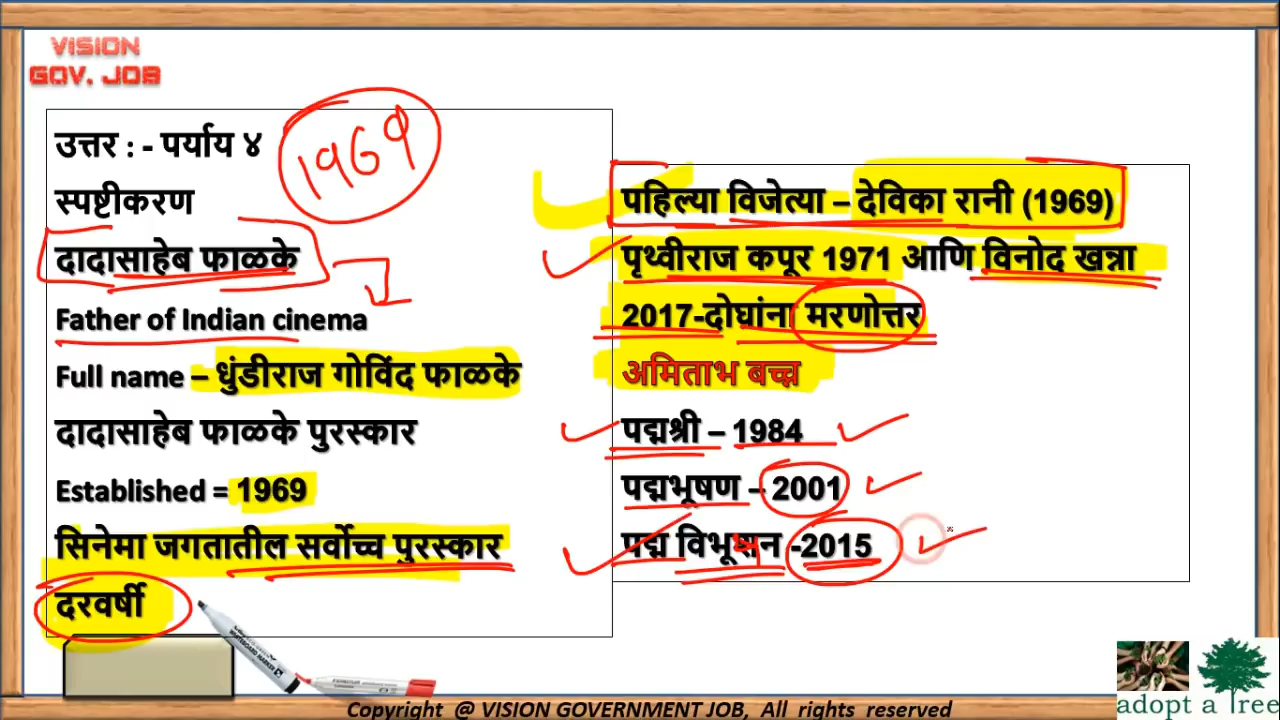 VISION
GOV. JOB
उत्तर : - पर्याय ४
1969
स्पष्टीकरण
दादासाहेब फाळके
Father of Indian cinema
Full name – धुंडीराज गोविंद फाळके
दादासाहेब फाळके पुरस्कार
Established = 1969
सिनेमा जगतातील सर्वोच्च पुरस्कार
दरवर्षी
पहिल्या विजेत्या – देविका रानी (1969)
पृथ्वीराज कपूर 1971 आणि विनोद खन्ना
2017-दोघांना मरणोत्तर
अमिताभ बच्चन
पद्मश्री – 1984
पद्मभूषण – 2001
पद्म विभूषन -2015
adopt a Tree
Copyright @ VISION GOVERNMENT JOB, All rights reserved